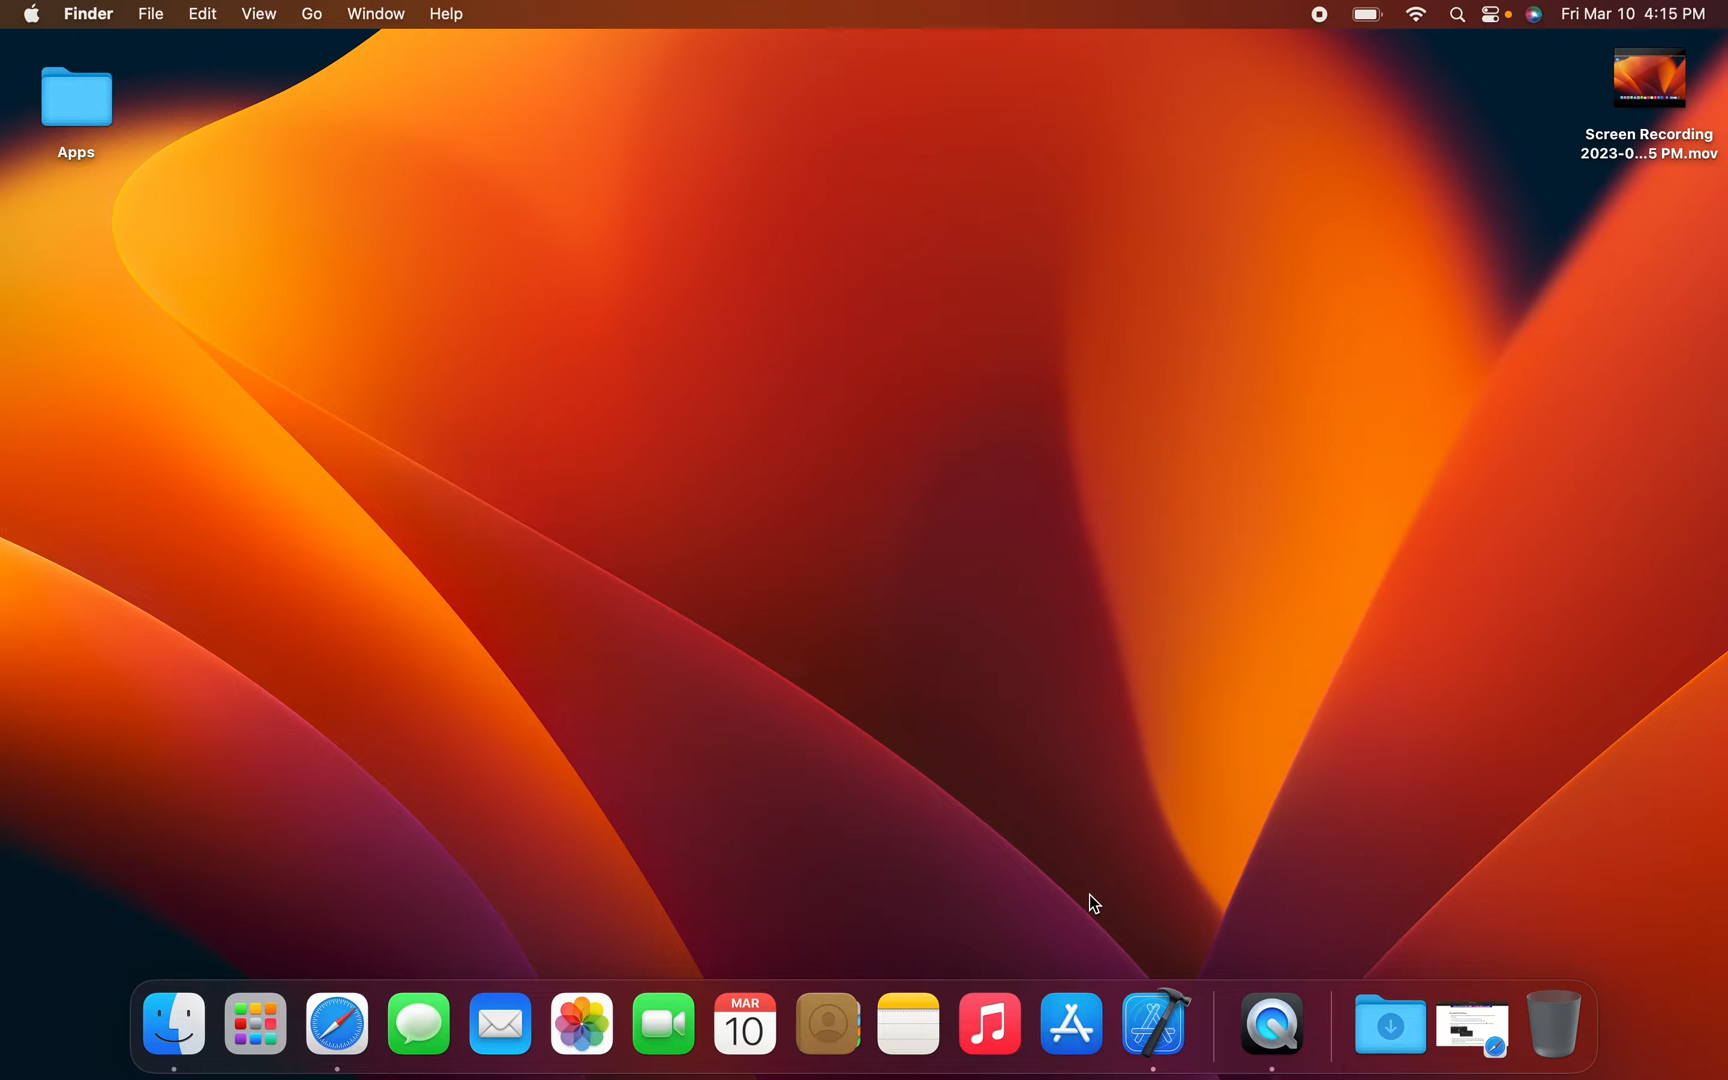 Finder File Edit View Go Window Help Fri Mar 10 4:15 PM
Apps
Screen Recording
2023-0...5 PM.mov
MAR
10